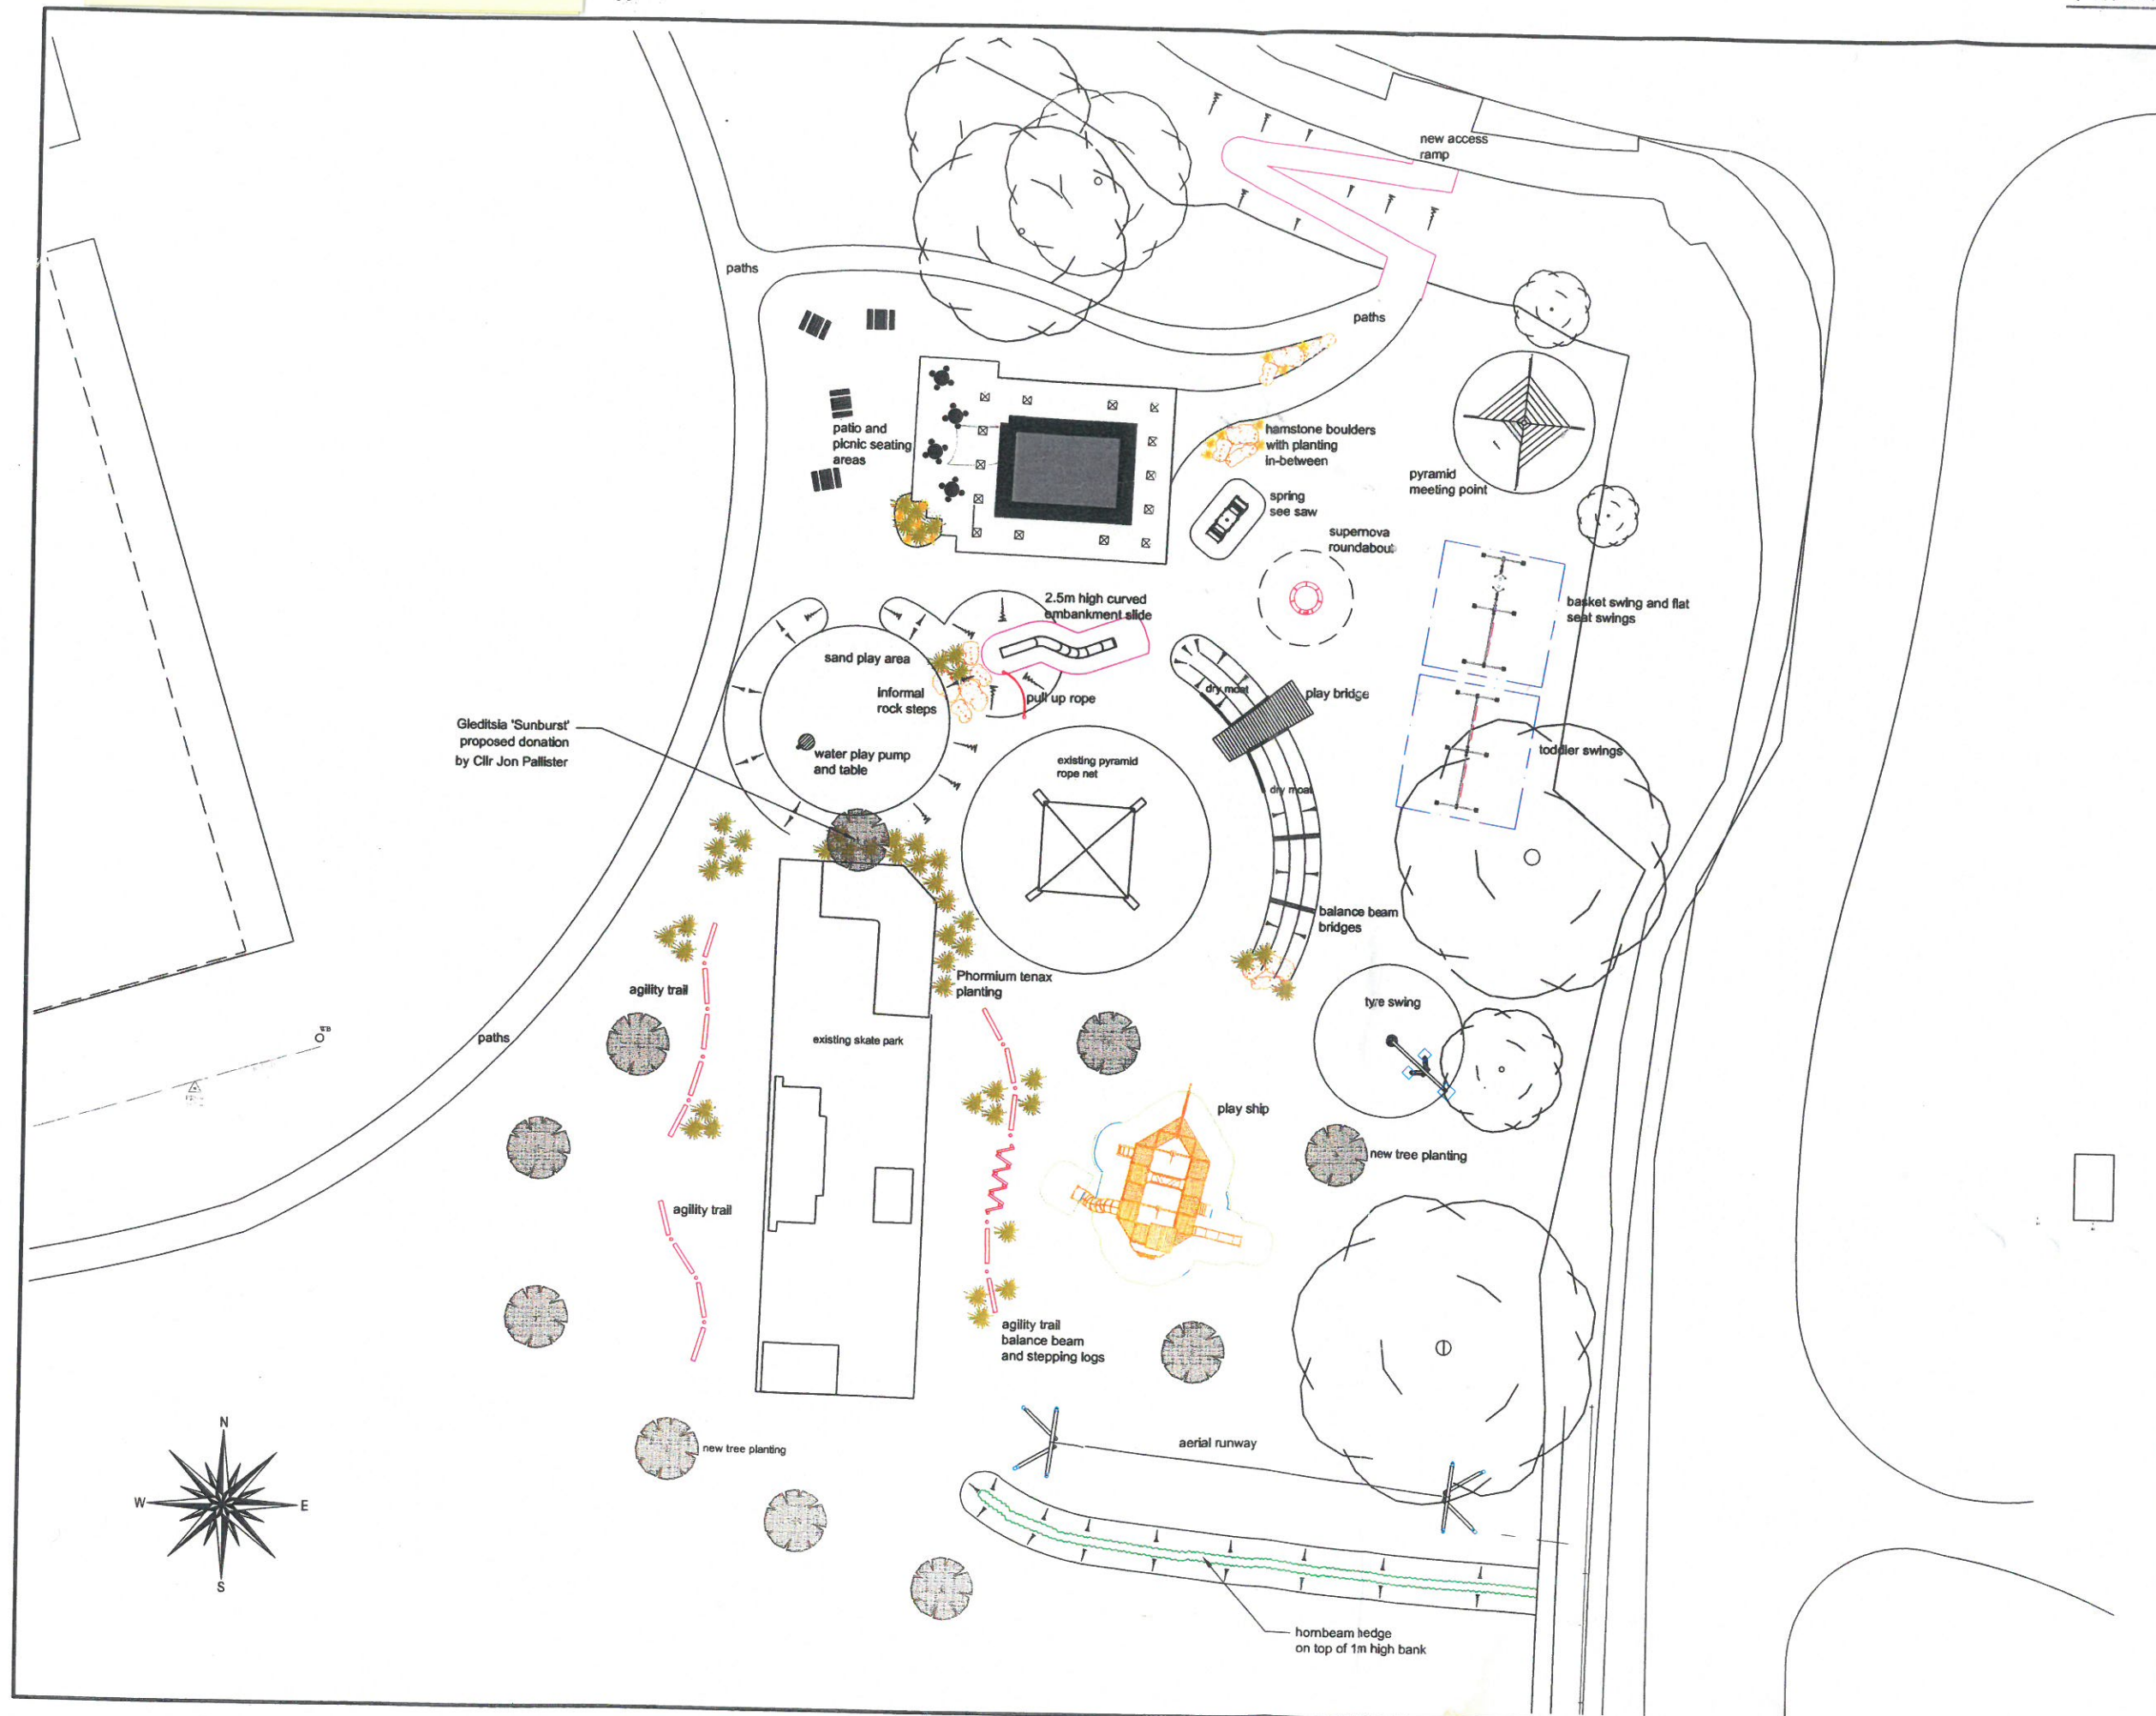 new access
ramp
paths
paths
patio and
picnic seating
areas
hamstone boulders
with planting
in-between
pyramid
meeting point
spring
see saw
supernova
roundabout
2.5m high curved
embankment slide
basket swing and flat
seat swings
sand play area
informal
rock steps
pull up rope
dry moat
play bridge
Gleditsia 'Sunburst'
proposed donation
by Cllr Jon Pallister
water play pump
and table
existing pyramid
rope net
toddler swings
dry moat
balance beam
bridges
Phormium tenax
planting
agility trail
tyre swing
paths
existing skate park
play ship
new tree planting
agility trail
agility trail
balance beam
and stepping logs
aerial runway
new tree planting
N
W
E
S
hornbeam hedge
on top of 1m high bank